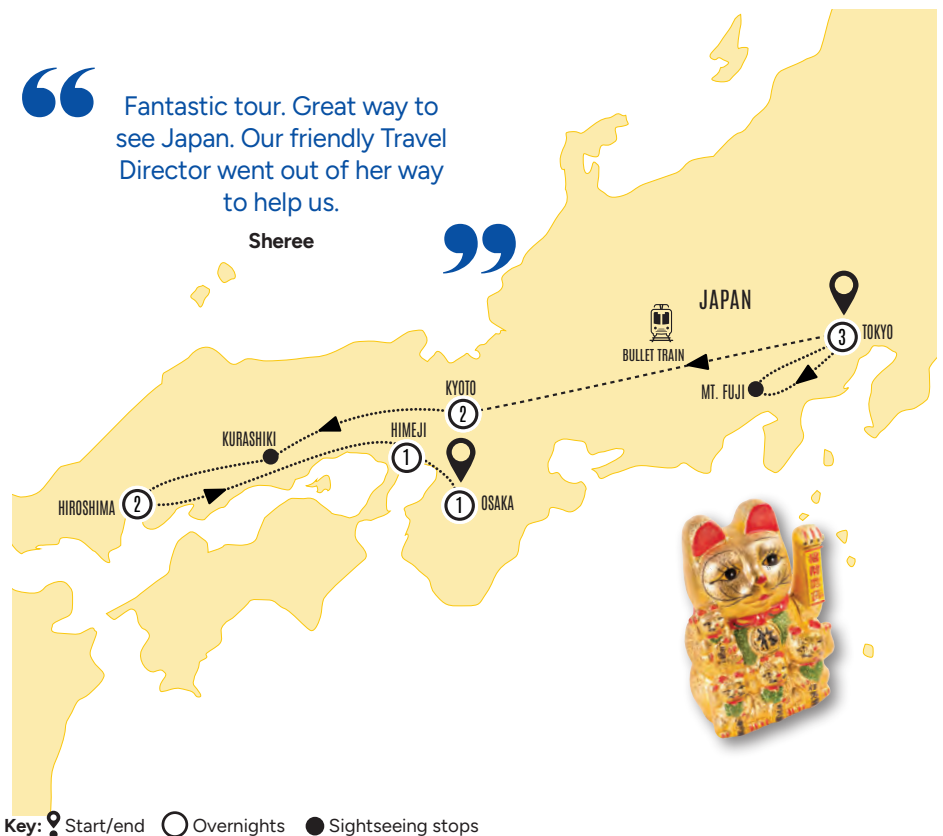 “
Fantastic tour. Great way to
see Japan. Our friendly Travel
Director went out of her way
to help us.
”
Sheree
JAPAN
3
TOKYO
BULLET TRAIN
MT. FUJI
KYOTO
2
HIMEJI
1
KURASHIKI
HIROSHIMA
2
1
OSAKA
Key: Start/end Overnights Sightseeing stops